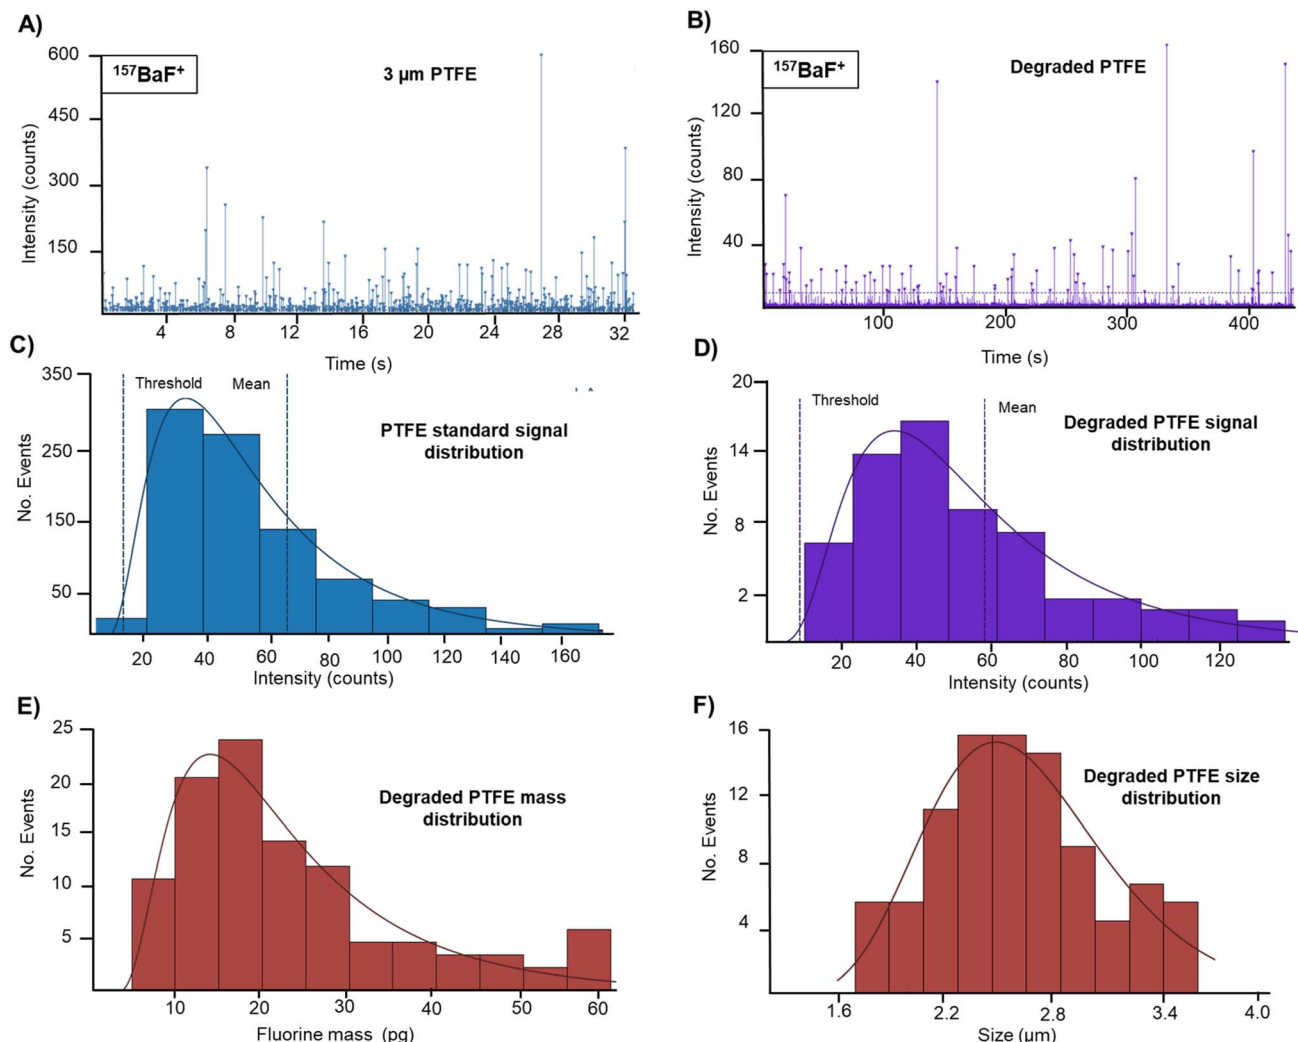 A)
600
450
300
150
Intensity (counts)
¹⁵⁷BaF⁺
3 µm PTFE
4 8 12 16 20 24 28 32
Time (s)
B)
160
120
80
40
Intensity (counts)
¹⁵⁷BaF⁺
Degraded PTFE
100 200 300 400
Time (s)
C)
350
250
150
50
No. Events
Threshold Mean
PTFE standard signal
distribution
20 40 60 80 100 120 140 160
Intensity (counts)
D)
20
14
8
2
No. Events
Threshold
Mean
Degraded PTFE signal
distribution
20 40 60 80 100 120
Intensity (counts)
E)
25
20
15
10
5
No. Events
Degraded PTFE mass
distribution
10 20 30 40 50 60
Fluorine mass (pg)
F)
16
12
8
4
No. Events
Degraded PTFE size
distribution
1.6 2.2 2.8 3.4 4.0
Size (µm)